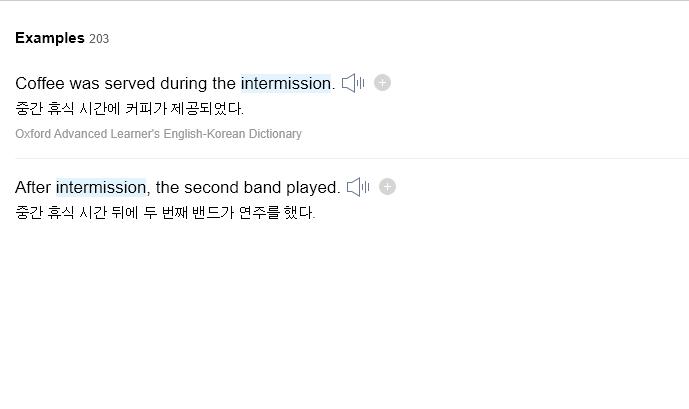 Examples 203
Coffee was served during the intermission.
중간 휴식 시간에 커피가 제공되었다.
Oxford Advanced Learner's English-Korean Dictionary
After intermission, the second band played.
중간 휴식 시간 뒤에 두 번째 밴드가 연주를 했다.